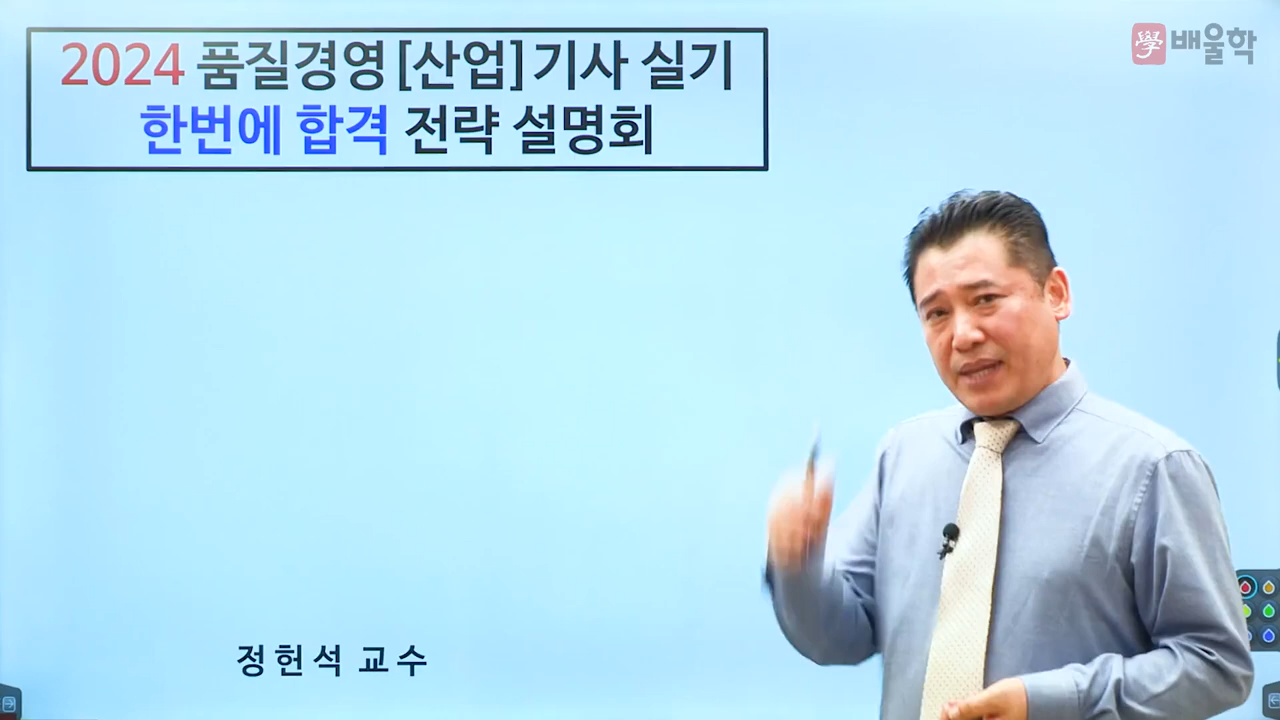 2024 품질경영[산업]기사 실기
한번에 합격 전략 설명회
學 배울학
정헌석 교수